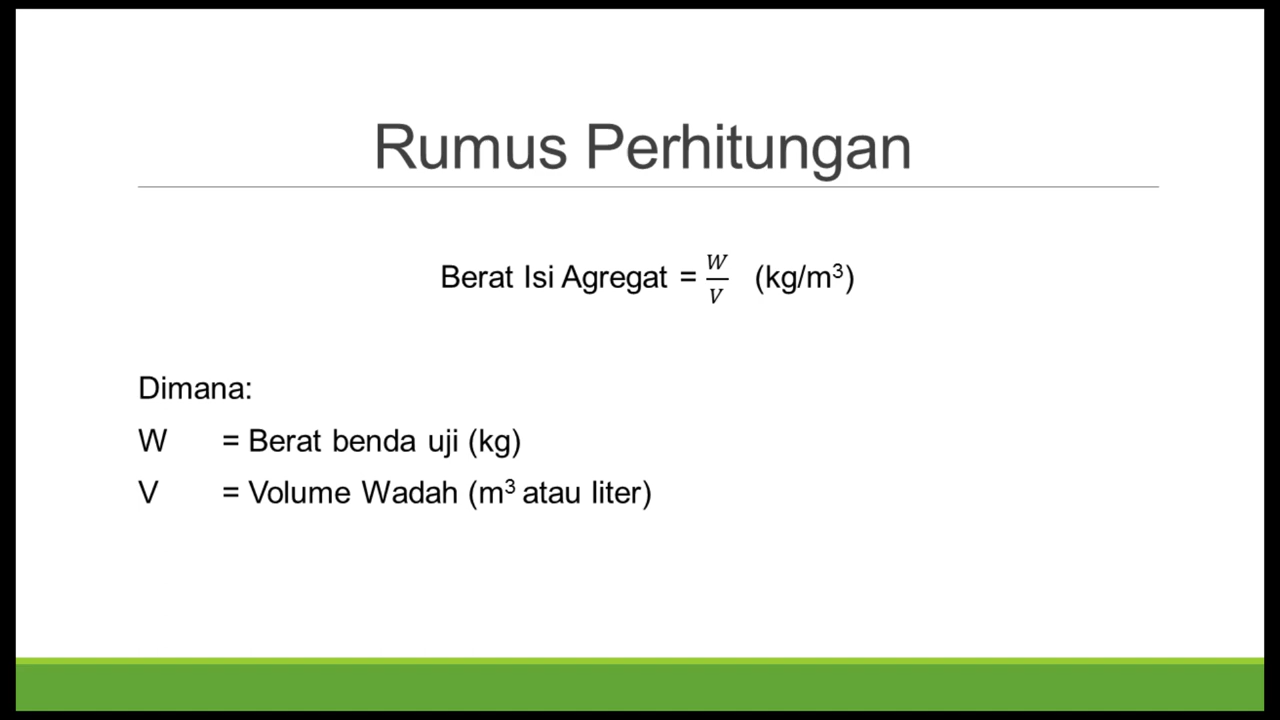 Rumus Perhitungan
Berat Isi Agregat = W/V (kg/m³)
Dimana:
W = Berat benda uji (kg)
V = Volume Wadah (m³ atau liter)